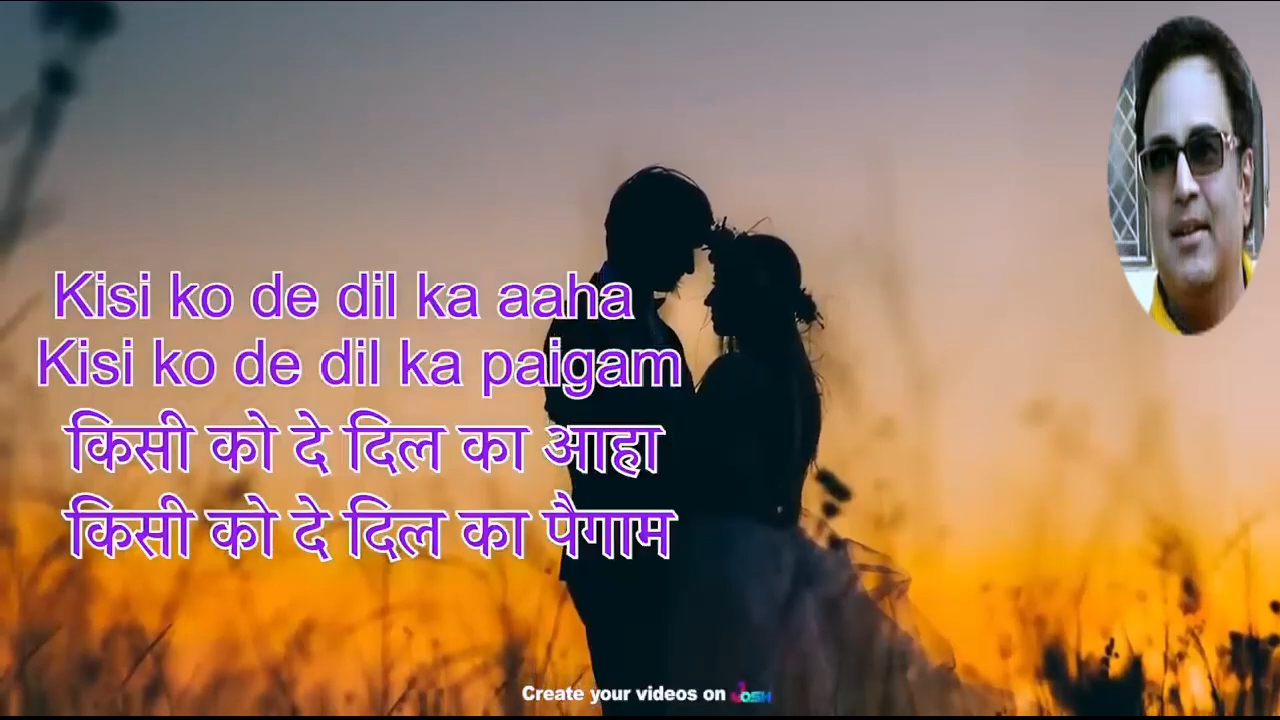 Kisi ko de dil ka aaha
Kisi ko de dil ka paigam
किसी को दे दिल का आहा
किसी को दे दिल का पैगाम
Create your videos on JOSH